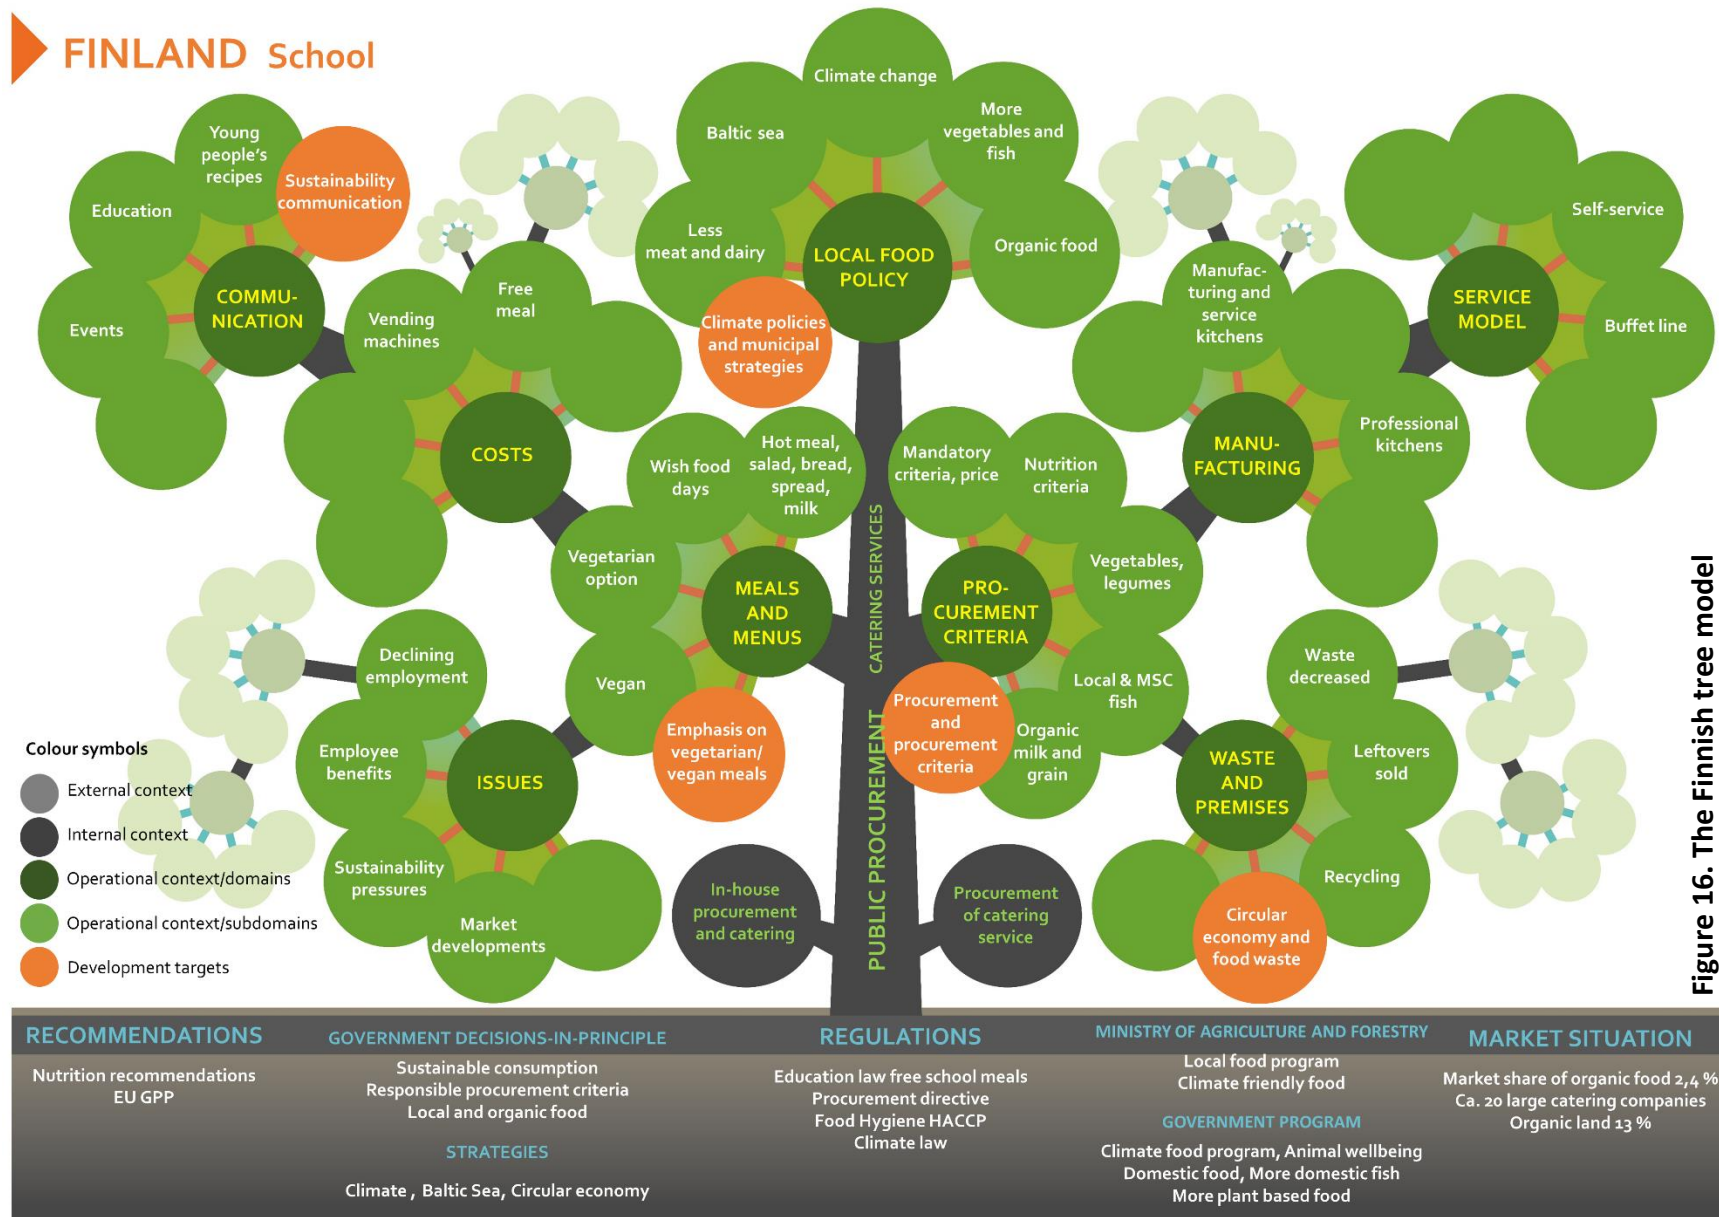 FINLAND School
Climate change
Baltic sea
More
vegetables and
fish
Less
meat and dairy
Organic food
LOCAL FOOD
POLICY
Climate policies
and municipal
strategies
Young
people's
recipes
Sustainability
communication
Education
Events
COMMU-
NICATION
Vending
machines
Free
meal
COSTS
Manufac-
turing and
service
kitchens
Professional
kitchens
MANU-
FACTURING
Self-service
Buffet line
SERVICE
MODEL
Wish food
days
Hot meal,
salad, bread,
spread,
milk
Vegetarian
option
Vegan
MEALS
AND
MENUS
Emphasis on
vegetarian/
vegan meals
Mandatory
criteria, price
Nutrition
criteria
Vegetables,
legumes
Local & MSC
fish
Organic
milk and
grain
PRO-
CUREMENT
CRITERIA
Procurement
and
procurement
criteria
Declining
employment
Employee
benefits
Sustainability
pressures
Market
developments
ISSUES
Waste
decreased
Leftovers
sold
Recycling
WASTE
AND
PREMISES
Circular
economy and
food waste
PUBLIC PROCUREMENT CATERING SERVICES
In-house
procurement
and catering
Procurement
of catering
service
Colour symbols
External context
Internal context
Operational context/domains
Operational context/subdomains
Development targets
Figure 16. The Finnish tree model
RECOMMENDATIONS
Nutrition recommendations
EU GPP
GOVERNMENT DECISIONS-IN-PRINCIPLE
Sustainable consumption
Responsible procurement criteria
Local and organic food
STRATEGIES
Climate , Baltic Sea, Circular economy
REGULATIONS
Education law free school meals
Procurement directive
Food Hygiene HACCP
Climate law
MINISTRY OF AGRICULTURE AND FORESTRY
Local food program
Climate friendly food
GOVERNMENT PROGRAM
Climate food program, Animal wellbeing
Domestic food, More domestic fish
More plant based food
MARKET SITUATION
Market share of organic food 2,4 %
Ca. 20 large catering companies
Organic land 13 %